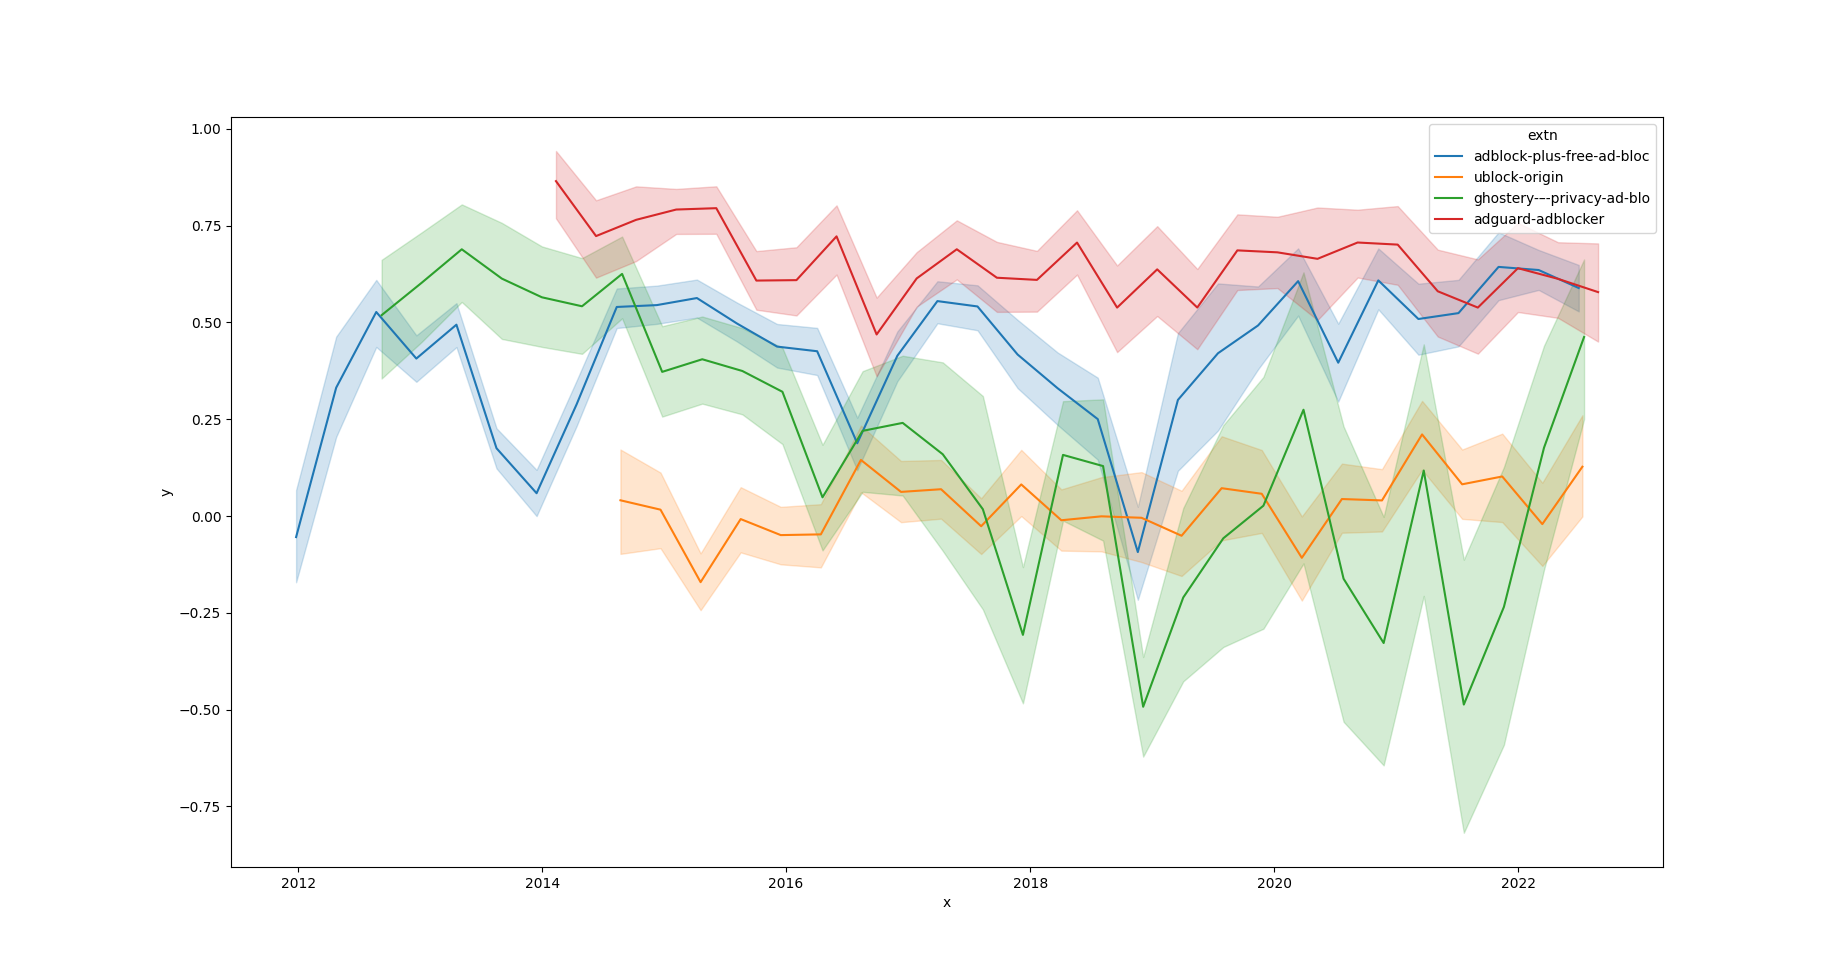 extn
adblock-plus-free-ad-bloc
ublock-origin
ghostery---privacy-ad-blo
adguard-adblocker
1.00
0.75
0.50
0.25
0.00
−0.25
−0.50
−0.75
y
2012 2014 2016 2018 2020 2022
x